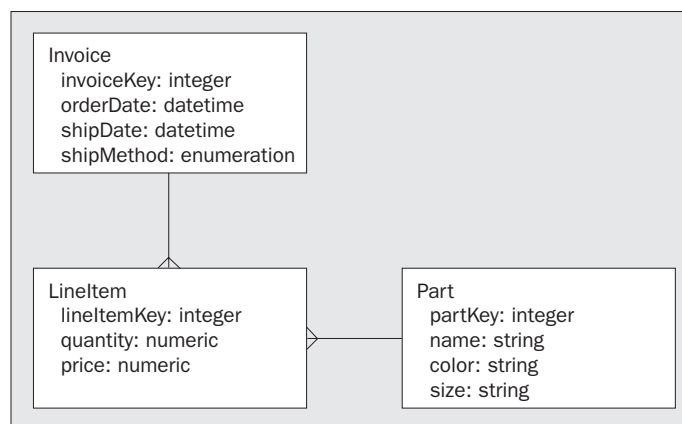 Invoice
invoiceKey: integer
orderDate: datetime
shipDate: datetime
shipMethod: enumeration
LineItem
lineItemKey: integer
quantity: numeric
price: numeric
Part
partKey: integer
name: string
color: string
size: string